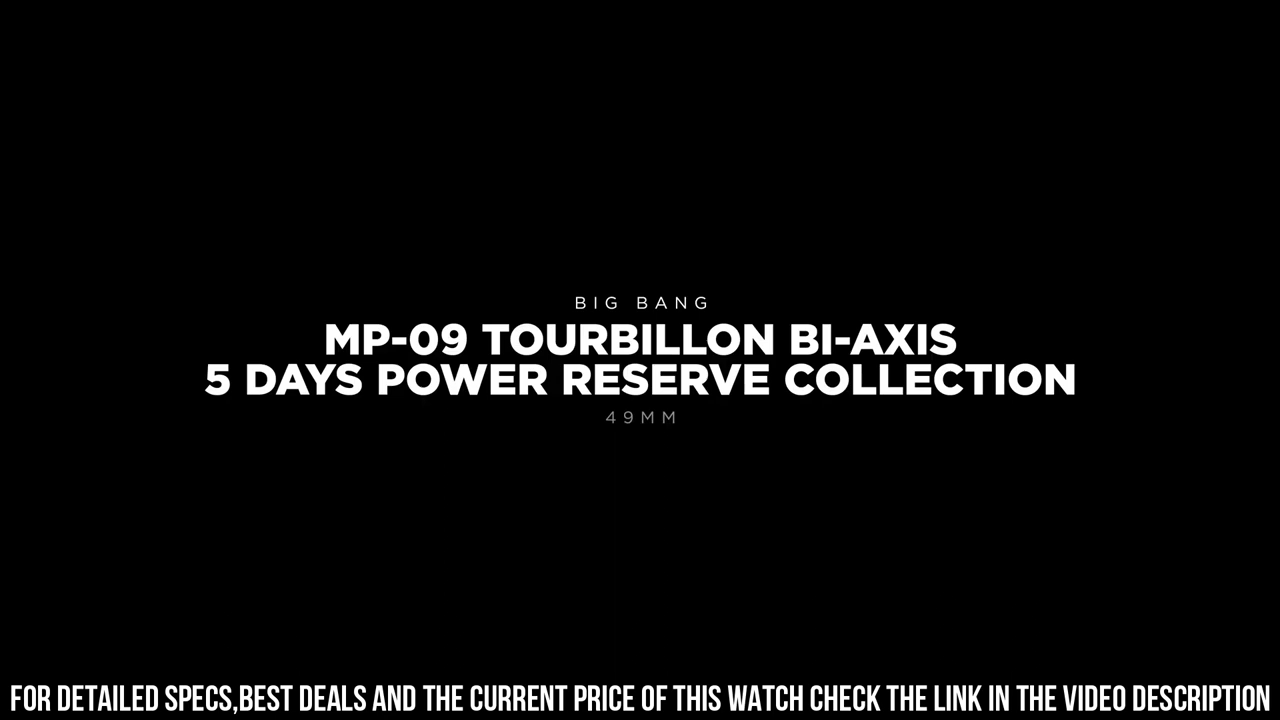 BIG BANG
MP-09 TOURBILLON BI-AXIS
5 DAYS POWER RESERVE COLLECTION
49MM
FOR DETAILED SPECS,BEST DEALS AND THE CURRENT PRICE OF THIS WATCH CHECK THE LINK IN THE VIDEO DESCRIPTION